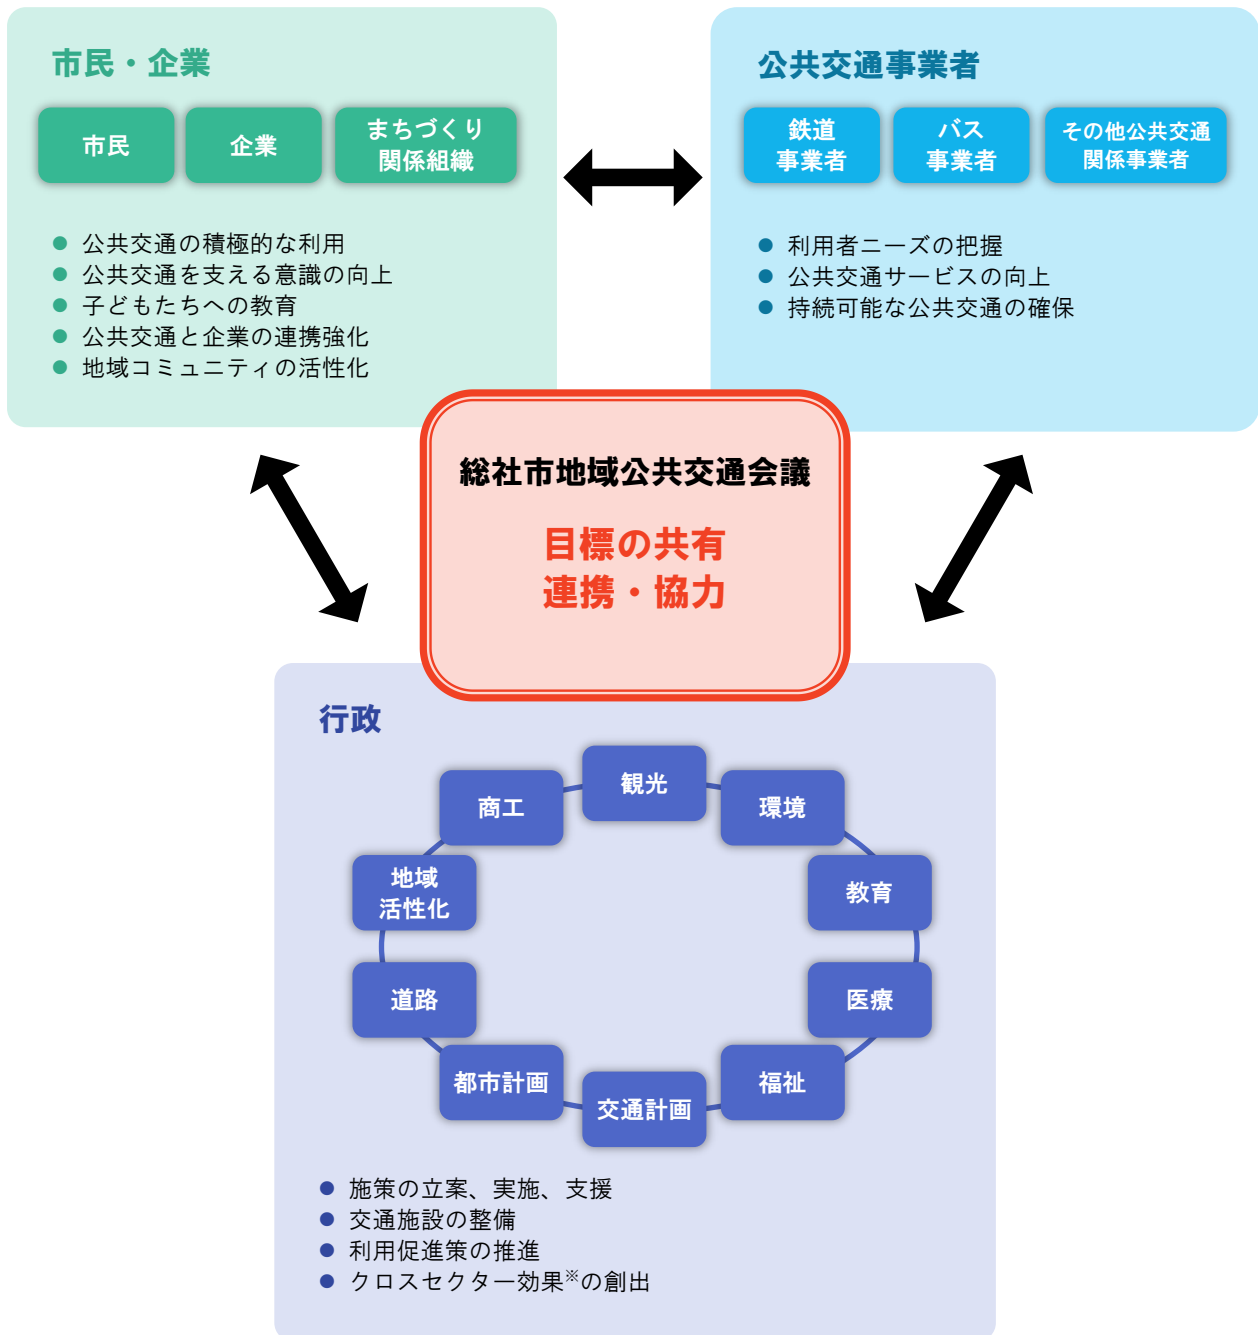 市民・企業
市民
企業
まちづくり
関係組織
公共交通の積極的な利用
公共交通を支える意識の向上
子どもたちへの教育
公共交通と企業の連携強化
地域コミュニティの活性化
公共交通事業者
鉄道
事業者
バス
事業者
その他公共交通
関係事業者
利用者ニーズの把握
公共交通サービスの向上
持続可能な公共交通の確保
総社市地域公共交通会議
目標の共有
連携・協力
行政
観光
環境
教育
医療
福祉
交通計画
都市計画
道路
地域
活性化
商工
施策の立案、実施、支援
交通施設の整備
利用促進策の推進
クロスセクター効果※の創出